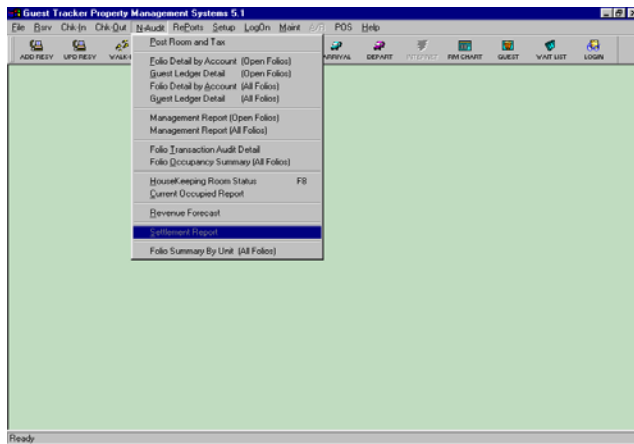 Guest Tracker Property Management Systems 5.1
File Rsrv Chk-In Chk-Out N-Audit RePorts Setup LogOn Maint A/R POS Help
ADD RESV UPD RESV WALK-I ARRIVAL DEPART INTERNET RM CHART GUEST WAIT LIST LOGIN
Post Room and Tax
Folio Detail by Account (Open Folios)
Guest Ledger Detail (Open Folios)
Folio Detail by Account (All Folios)
Guest Ledger Detail (All Folios)
Management Report (Open Folios)
Management Report (All Folios)
Folio Transaction Audit Detail
Folio Occupancy Summary (All Folios)
HouseKeeping Room Status F8
Current Occupied Report
Revenue Forecast
Settlement Report
Folio Summary By Unit (All Folios)
Ready